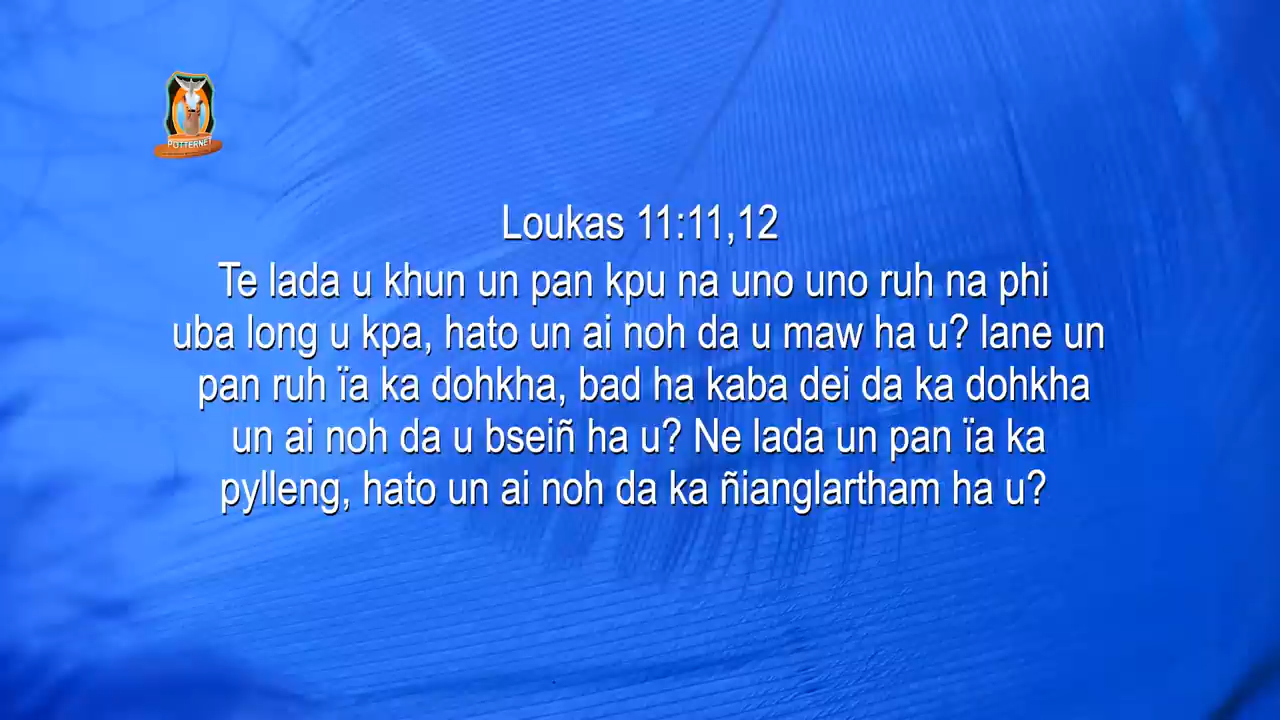 POTTERNET
Loukas 11:11,12
Te lada u khun un pan kpu na uno uno ruh na phi
uba long u kpa, hato un ai noh da u maw ha u? lane un
pan ruh ïa ka dohkha, bad ha kaba dei da ka dohkha
un ai noh da u bseiñ ha u? Ne lada un pan ïa ka
pylleng, hato un ai noh da ka ñianglartham ha u?